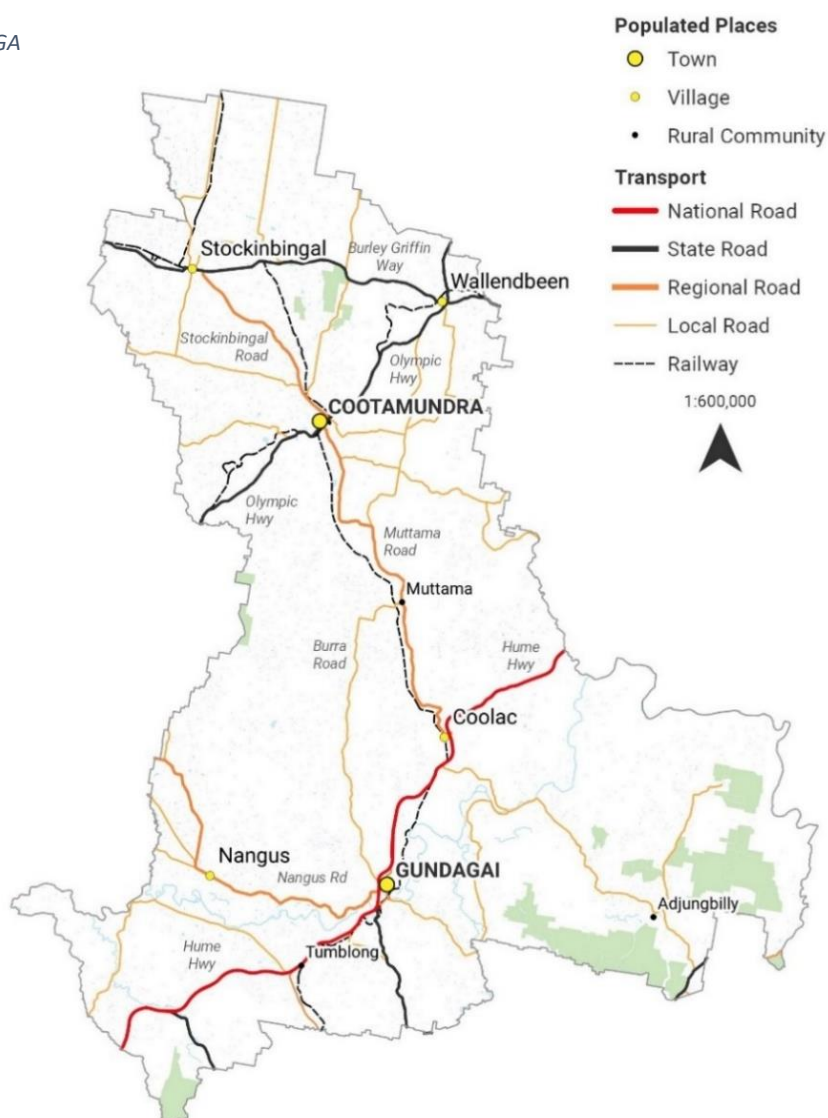 GA
Populated Places
Town
Village
Rural Community
Transport
National Road
State Road
Regional Road
Local Road
Railway
1:600,000
Stockinbingal
Burley Griffin
Way
Wallendbeen
Stockinbingal
Road
Olympic
Hwy
COOTAMUNDRA
Olympic
Hwy
Muttama
Road
Muttama
Burra
Road
Hume
Hwy
Coolac
Nangus
Nangus Rd
GUNDAGAI
Adjungbilly
Hume
Hwy
Tumblong